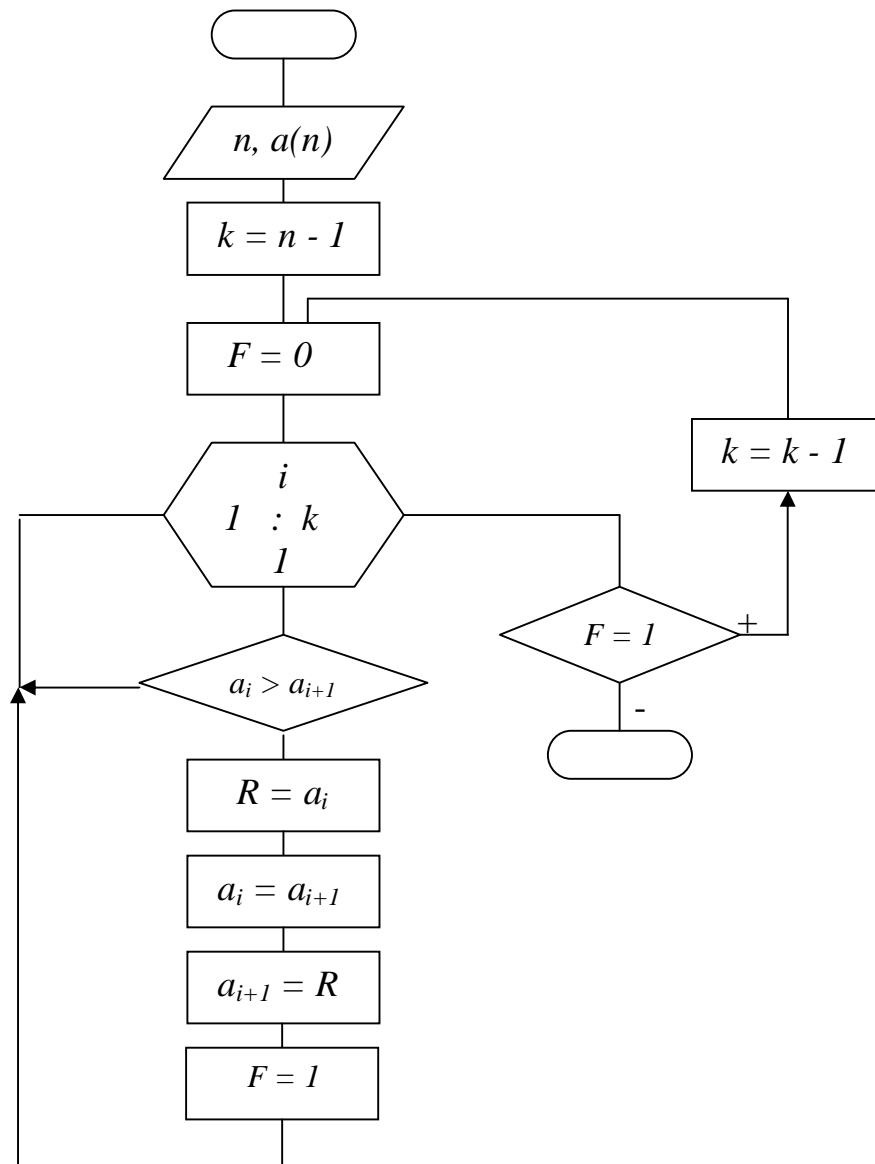 n, a(n)
k = n - 1
F = 0
k = k - 1
i
1 : k
1
F = 1
+
-
aᵢ > aᵢ₊₁
R = aᵢ
aᵢ = aᵢ₊₁
aᵢ₊₁ = R
F = 1